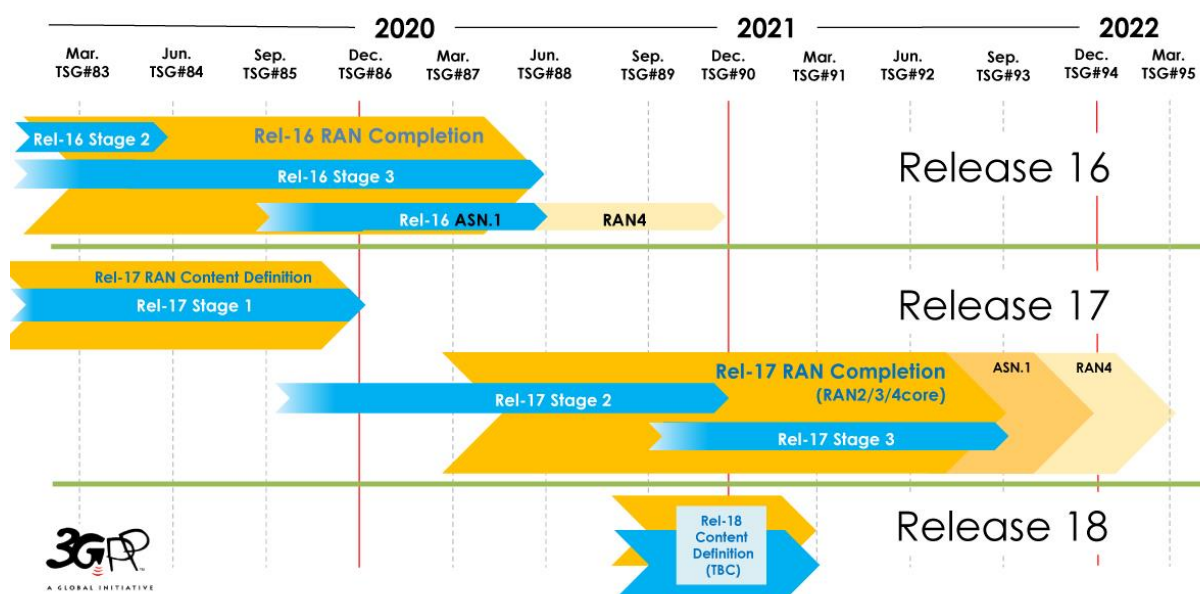 2020
2021
2022
Mar.
TSG#83
Jun.
TSG#84
Sep.
TSG#85
Dec.
TSG#86
Mar.
TSG#87
Jun.
TSG#88
Sep.
TSG#89
Dec.
TSG#90
Mar.
TSG#91
Jun.
TSG#92
Sep.
TSG#93
Dec.
TSG#94
Mar.
TSG#95
Rel-16 Stage 2
Rel-16 RAN Completion
Rel-16 Stage 3
Release 16
Rel-16 ASN.1
RAN4
Rel-17 RAN Content Definition
Rel-17 Stage 1
Release 17
Rel-17 RAN Completion
(RAN2/3/4core)
ASN.1
RAN4
Rel-17 Stage 2
Rel-17 Stage 3
Rel-18
Content
Definition
(TBC)
Release 18
3GPP
TM
A GLOBAL INITIATIVE